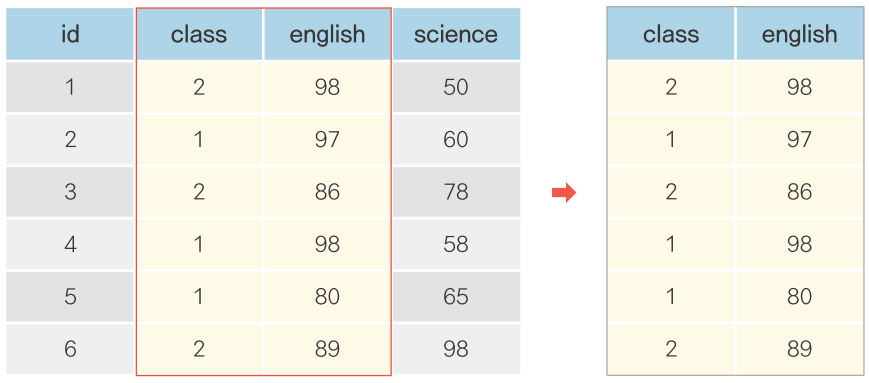 id class english science
1 2 98 50
2 1 97 60
3 2 86 78
4 1 98 58
5 1 80 65
6 2 89 98
class english
2 98
1 97
2 86
1 98
1 80
2 89